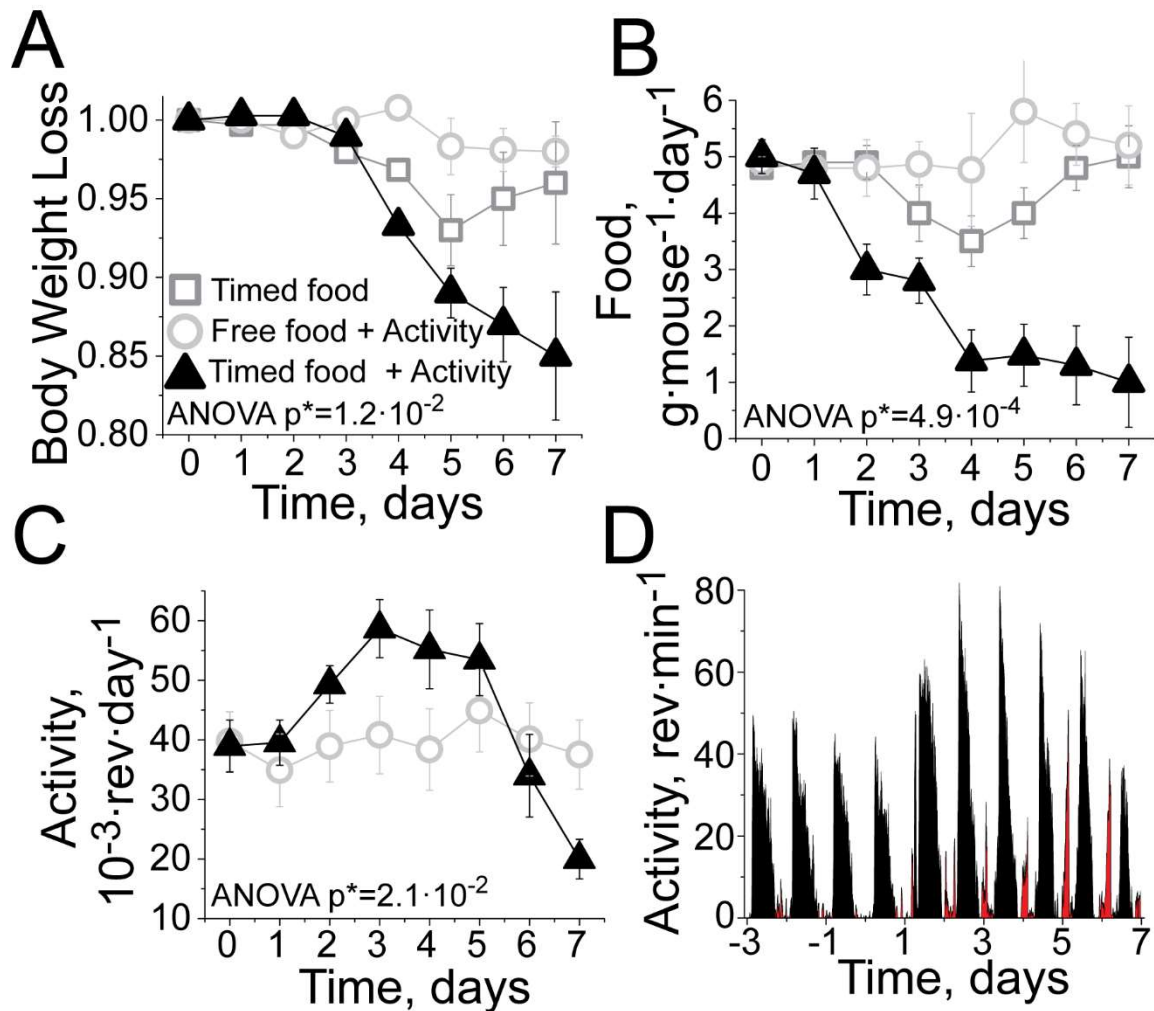 A
Body Weight Loss
1.00
0.95
0.90
0.85
0.80
Timed food
Free food + Activity
Timed food + Activity
ANOVA p*=1.2·10⁻²
0 1 2 3 4 5 6 7
Time, days
B
Food,
g·mouse⁻¹.day⁻¹
6
5
4
3
2
1
0
ANOVA p*=4.9·10⁻⁴
0 1 2 3 4 5 6 7
Time, days
C
Activity,
10⁻³·rev·day⁻¹
60
50
40
30
20
10
ANOVA p*=2.1·10⁻²
0 1 2 3 4 5 6 7
Time, days
D
Activity, rev·min⁻¹
80
60
40
20
0
-3 -1 1 3 5 7
Time, days